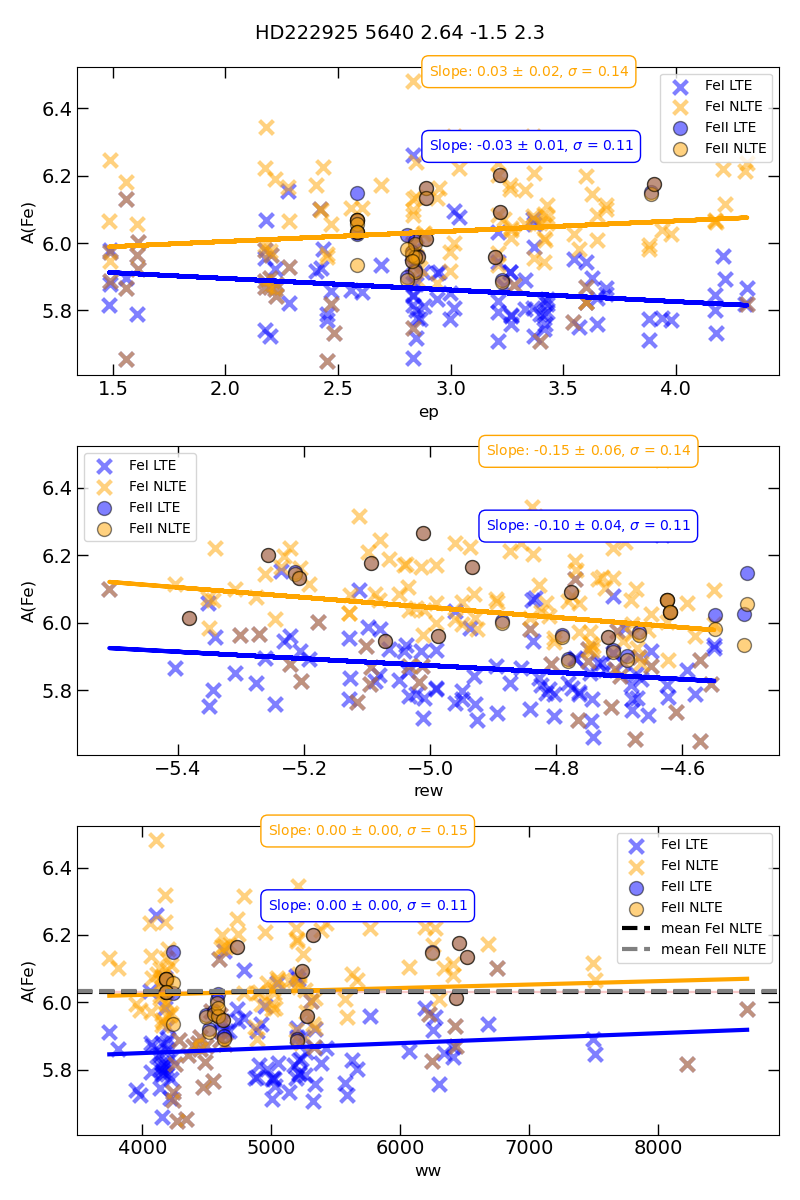 HD222925 5640 2.64 -1.5 2.3
Slope: 0.03 ± 0.02, σ = 0.14
Slope: -0.03 ± 0.01, σ = 0.11
FeI LTE
FeI NLTE
FeII LTE
FeII NLTE
A(Fe)
6.4
6.2
6.0
5.8
1.5 2.0 2.5 3.0 3.5 4.0
ep
FeI LTE
FeI NLTE
FeII LTE
FeII NLTE
Slope: -0.15 ± 0.06, σ = 0.14
Slope: -0.10 ± 0.04, σ = 0.11
A(Fe)
6.4
6.2
6.0
5.8
−5.4 −5.2 −5.0 −4.8 −4.6
rew
Slope: 0.00 ± 0.00, σ = 0.15
Slope: 0.00 ± 0.00, σ = 0.11
FeI LTE
FeI NLTE
FeII LTE
FeII NLTE
mean FeI NLTE
mean FeII NLTE
A(Fe)
6.4
6.2
6.0
5.8
4000 5000 6000 7000 8000
ww